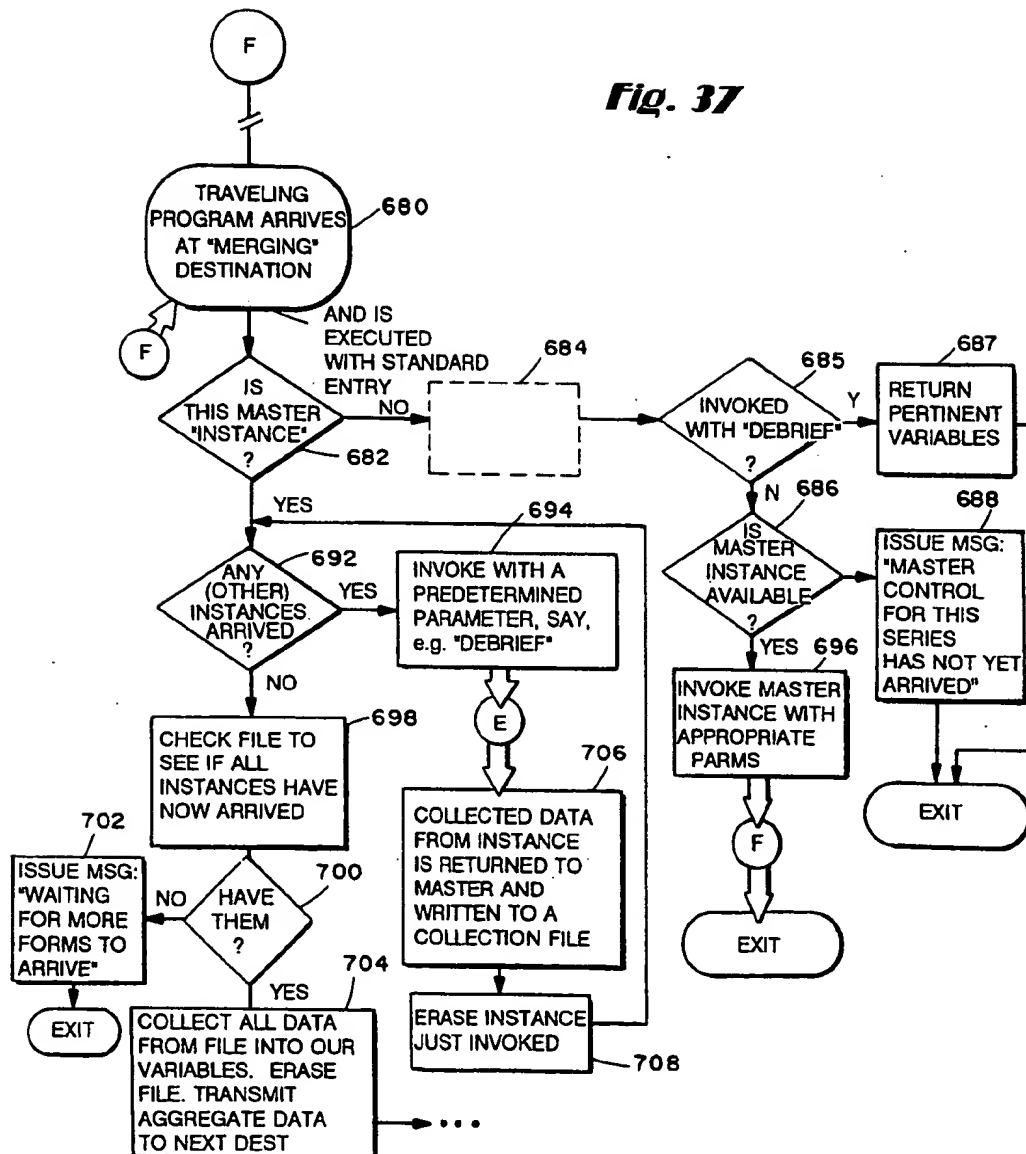 F
Fig. 37
TRAVELING
PROGRAM ARRIVES
AT "MERGING"
DESTINATION
680
F
AND IS
EXECUTED
WITH STANDARD
ENTRY
IS
THIS MASTER
"INSTANCE"
?
682
NO
684
INVOKED
WITH "DEBRIEF"
?
685
Y
687
RETURN
PERTINENT
VARIABLES
YES
N
686
IS
MASTER
INSTANCE
AVAILABLE
?
688
ISSUE MSG:
"MASTER
CONTROL
FOR THIS
SERIES
HAS NOT YET
ARRIVED"
EXIT
YES
696
INVOKE MASTER
INSTANCE WITH
APPROPRIATE
PARMS
F
EXIT
692
ANY
(OTHER)
INSTANCES
ARRIVED
?
YES
694
INVOKE WITH A
PREDETERMINED
PARAMETER, SAY,
e.g. "DEBRIEF"
E
706
COLLECTED DATA
FROM INSTANCE
IS RETURNED TO
MASTER AND
WRITTEN TO A
COLLECTION FILE
ERASE INSTANCE
JUST INVOKED
708
NO
698
CHECK FILE TO
SEE IF ALL
INSTANCES HAVE
NOW ARRIVED
700
HAVE
THEM
?
NO
702
ISSUE MSG:
"WAITING
FOR MORE
FORMS TO
ARRIVE"
EXIT
YES
704
COLLECT ALL DATA
FROM FILE INTO OUR
VARIABLES. ERASE
FILE. TRANSMIT
AGGREGATE DATA
TO NEXT DEST
• • •